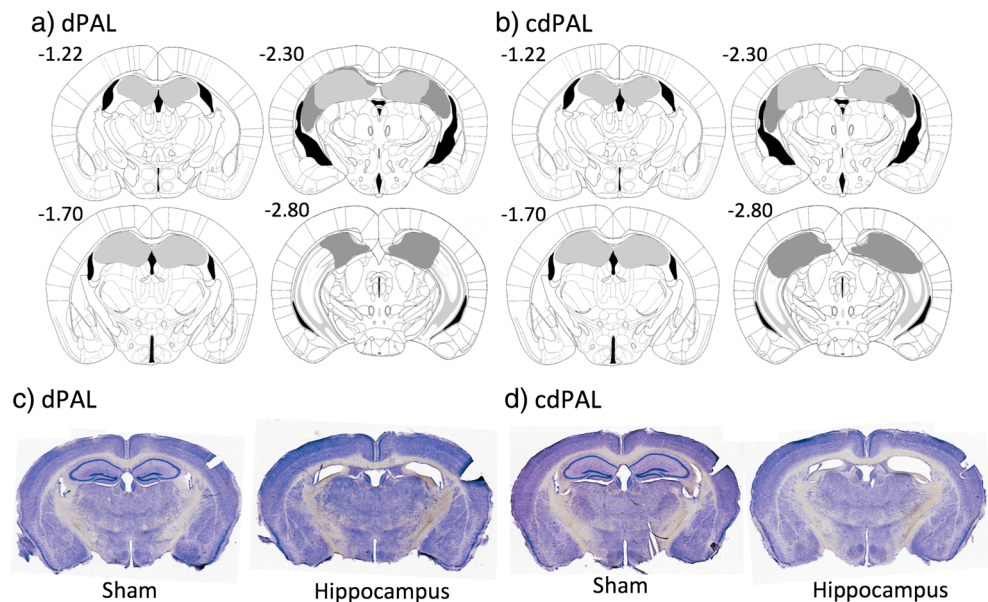 a) dPAL
b) cdPAL
-1.22
-2.30
-1.22
-2.30
-1.70
-2.80
-1.70
-2.80
c) dPAL
d) cdPAL
Sham
Hippocampus
Sham
Hippocampus